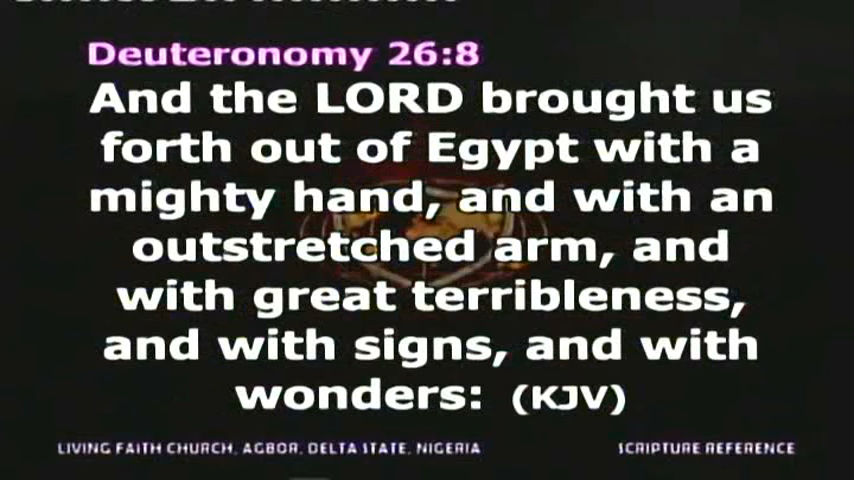 Deuteronomy 26:8
And the LORD brought us
forth out of Egypt with a
mighty hand, and with an
outstretched arm, and
with great terribleness,
and with signs, and with
wonders: (KJV)
LIVING FAITH CHURCH, AGBOR, DELTA STATE, NIGERIA
SCRIPTURE REFERENCE